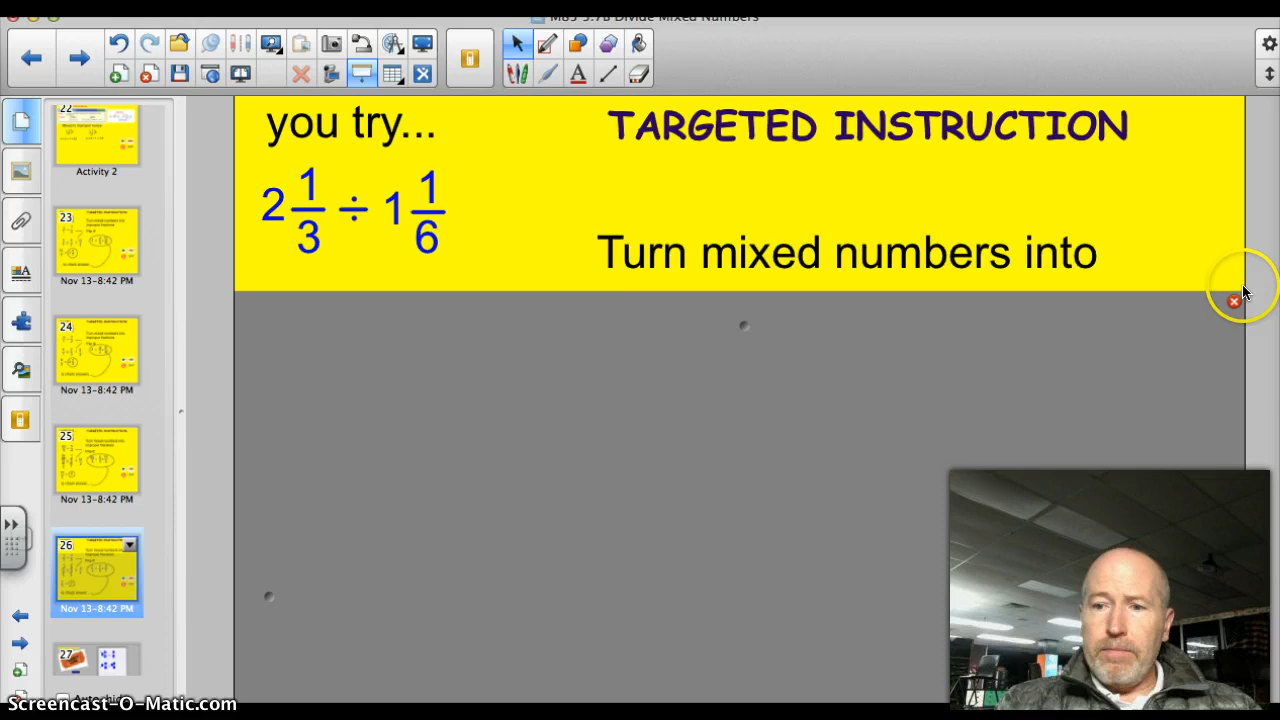 M85 5.7B Divide Mixed Numbers
22
Activity 2
23
Nov 13-8:42 PM
24
Nov 13-8:42 PM
25
Nov 13-8:42 PM
26
Nov 13-8:42 PM
27
you try...
TARGETED INSTRUCTION
2 1/3 ÷ 1 1/6
Turn mixed numbers into
Screencast-O-Matic.com